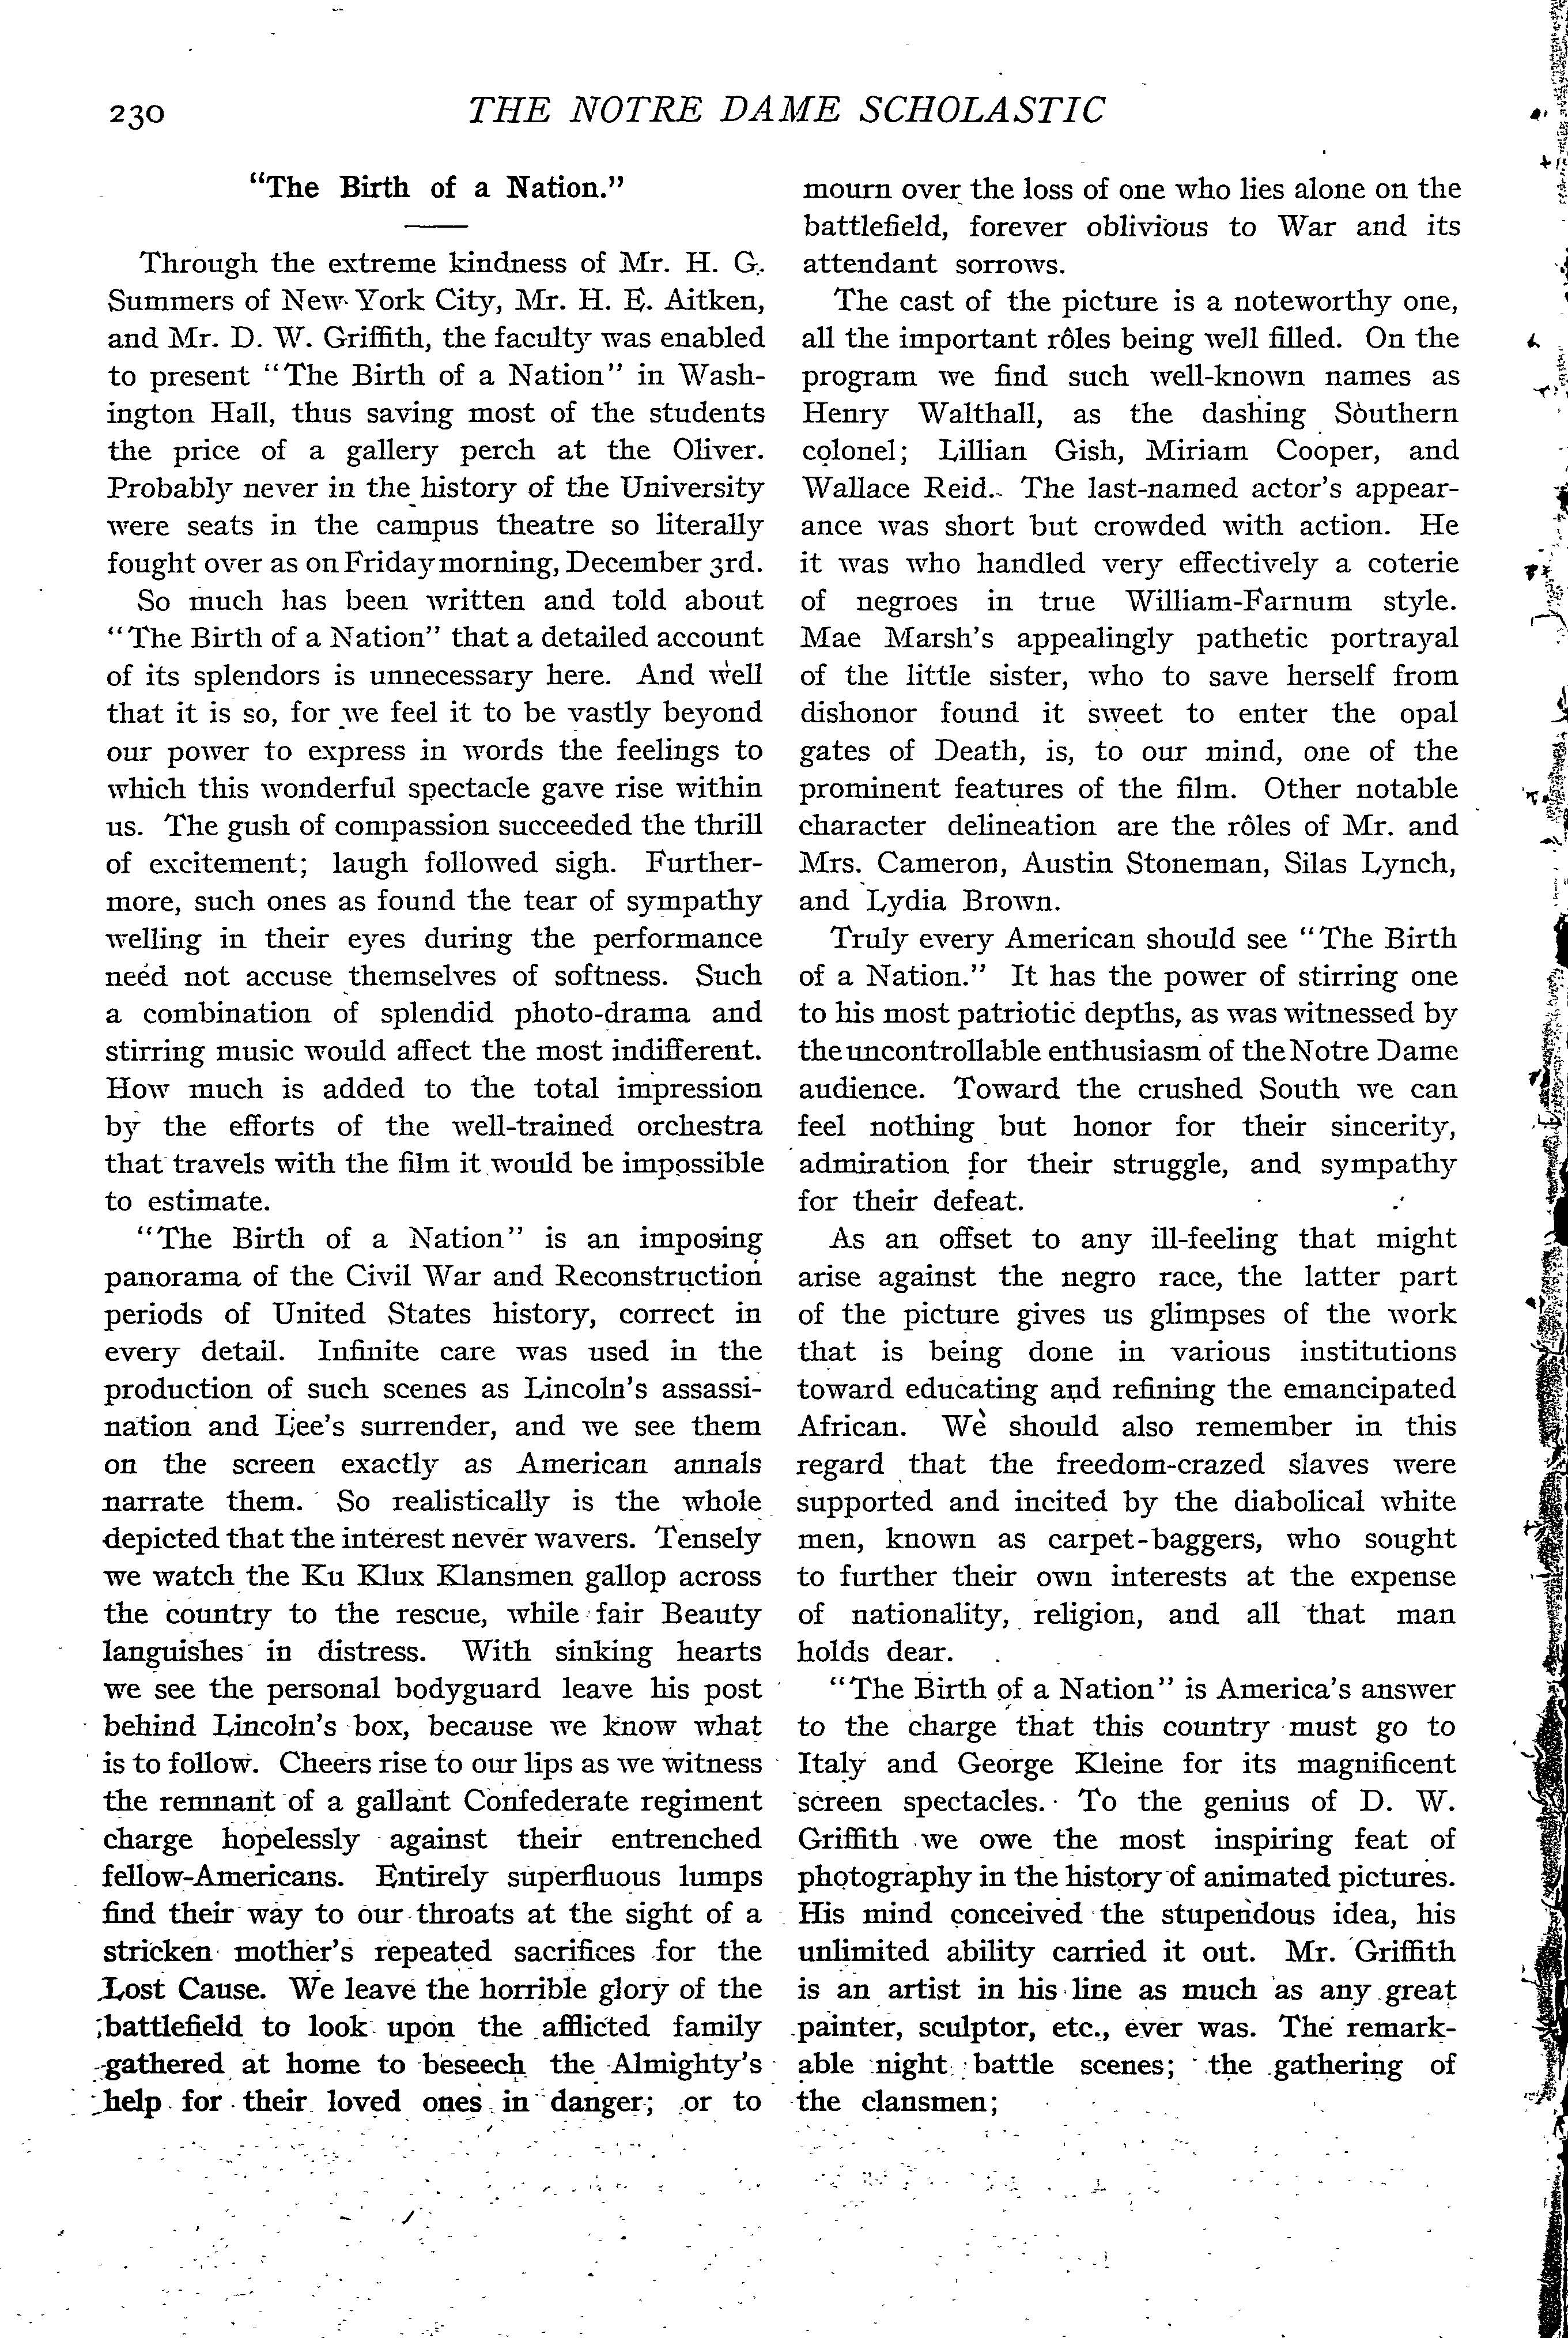 230
THE NOTRE DAME SCHOLASTIC
"The Birth of a Nation."
Through the extreme kindness of Mr. H. G.
Summers of New York City, Mr. H. E. Aitken,
and Mr. D. W. Griffith, the faculty was enabled
to present "The Birth of a Nation" in Wash-
ington Hall, thus saving most of the students
the price of a gallery perch at the Oliver.
Probably never in the history of the University
were seats in the campus theatre so literally
fought over as on Friday morning, December 3rd.
So much has been written and told about
"The Birth of a Nation" that a detailed account
of its splendors is unnecessary here. And well
that it is so, for we feel it to be vastly beyond
our power to express in words the feelings to
which this wonderful spectacle gave rise within
us. The gush of compassion succeeded the thrill
of excitement; laugh followed sigh. Further-
more, such ones as found the tear of sympathy
welling in their eyes during the performance
need not accuse themselves of softness. Such
a combination of splendid photo-drama and
stirring music would affect the most indifferent.
How much is added to the total impression
by the efforts of the well-trained orchestra
that travels with the film it would be impossible
to estimate.
"The Birth of a Nation" is an imposing
panorama of the Civil War and Reconstruction
periods of United States history, correct in
every detail. Infinite care was used in the
production of such scenes as Lincoln's assassi-
nation and Lee's surrender, and we see them
on the screen exactly as American annals
narrate them. So realistically is the whole
depicted that the interest never wavers. Tensely
we watch the Ku Klux Klansmen gallop across
the country to the rescue, while fair Beauty
languishes in distress. With sinking hearts
we see the personal bodyguard leave his post
behind Lincoln's box, because we know what
is to follow. Cheers rise to our lips as we witness
the remnant of a gallant Confederate regiment
charge hopelessly against their entrenched
fellow-Americans. Entirely superfluous lumps
find their way to our throats at the sight of a
stricken mother's repeated sacrifices for the
Lost Cause. We leave the horrible glory of the
battlefield to look upon the afflicted family
gathered at home to beseech the Almighty's
help for their loved ones in danger; or to
mourn over the loss of one who lies alone on the
battlefield, forever oblivious to War and its
attendant sorrows.
The cast of the picture is a noteworthy one,
all the important rôles being well filled. On the
program we find such well-known names as
Henry Walthall, as the dashing Southern
colonel; Lillian Gish, Miriam Cooper, and
Wallace Reid. The last-named actor's appear-
ance was short but crowded with action. He
it was who handled very effectively a coterie
of negroes in true William-Farnum style.
Mae Marsh's appealingly pathetic portrayal
of the little sister, who to save herself from
dishonor found it sweet to enter the opal
gates of Death, is, to our mind, one of the
prominent features of the film. Other notable
character delineation are the rôles of Mr. and
Mrs. Cameron, Austin Stoneman, Silas Lynch,
and Lydia Brown.
Truly every American should see "The Birth
of a Nation." It has the power of stirring one
to his most patriotic depths, as was witnessed by
the uncontrollable enthusiasm of the Notre Dame
audience. Toward the crushed South we can
feel nothing but honor for their sincerity,
admiration for their struggle, and sympathy
for their defeat.
As an offset to any ill-feeling that might
arise against the negro race, the latter part
of the picture gives us glimpses of the work
that is being done in various institutions
toward educating and refining the emancipated
African. We should also remember in this
regard that the freedom-crazed slaves were
supported and incited by the diabolical white
men, known as carpet-baggers, who sought
to further their own interests at the expense
of nationality, religion, and all that man
holds dear.
"The Birth of a Nation" is America's answer
to the charge that this country must go to
Italy and George Kleine for its magnificent
screen spectacles. To the genius of D. W.
Griffith we owe the most inspiring feat of
photography in the history of animated pictures.
His mind conceived the stupendous idea, his
unlimited ability carried it out. Mr. Griffith
is an artist in his line as much as any great
painter, sculptor, etc., ever was. The remark-
able night battle scenes; the gathering of
the clansmen;